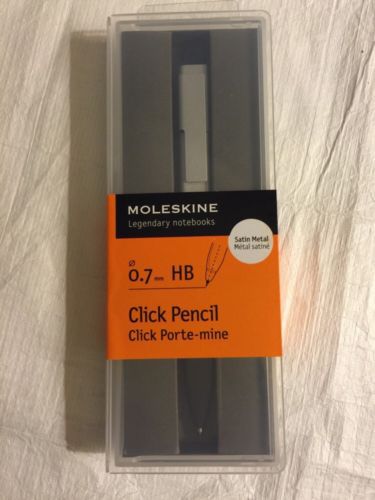 MOLESKINE
Legendary notebooks
Satin Metal
Métal satiné
Ø
0.7 mm HB
Click Pencil
Click Porte-mine